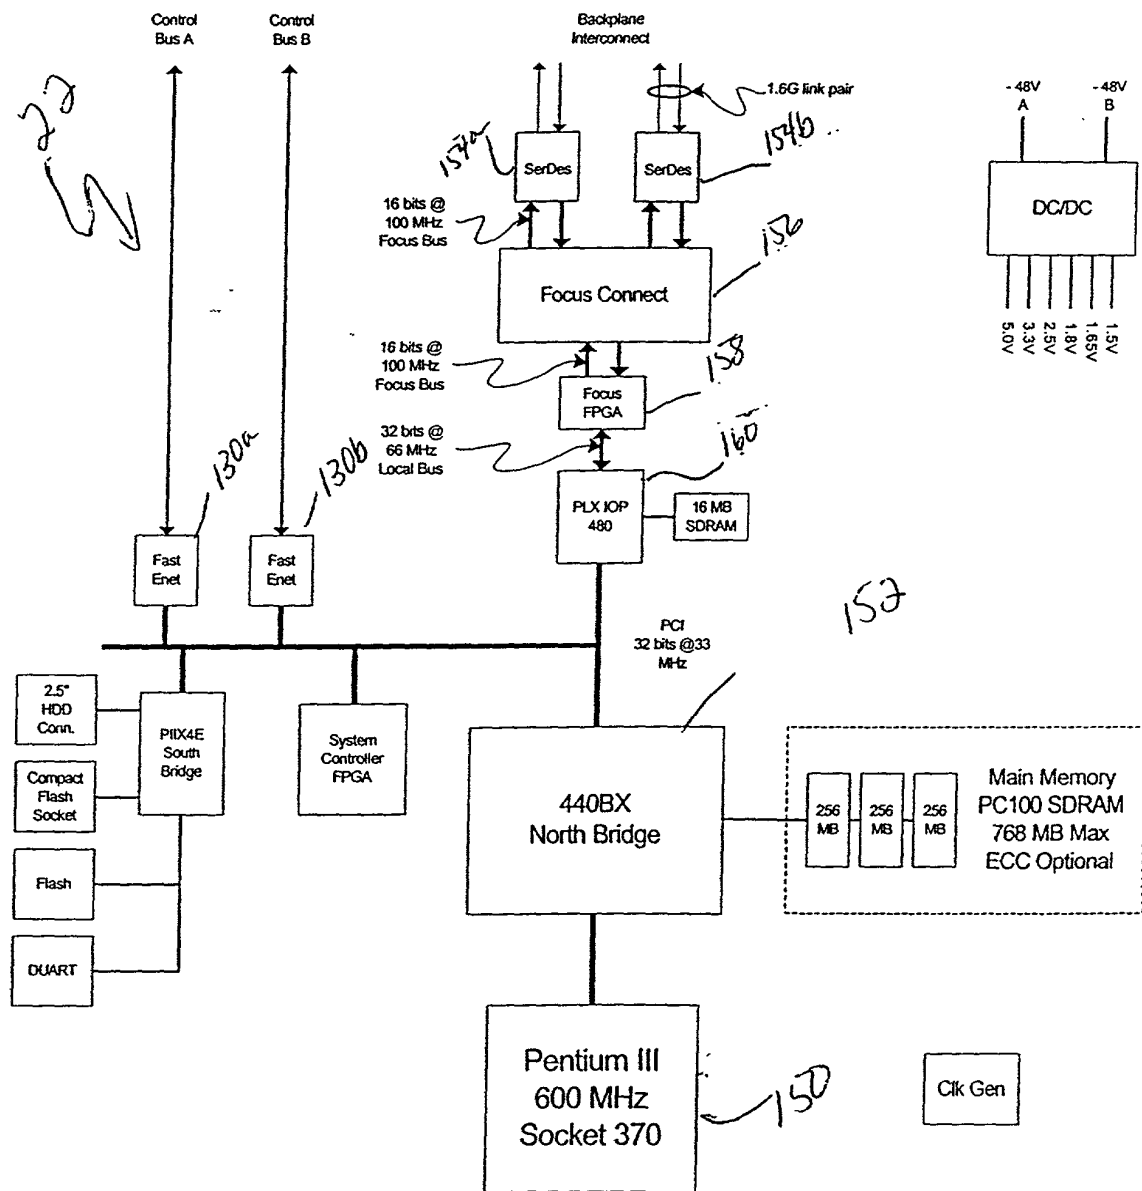 Control
Bus A
Control
Bus B
Backplane
Interconnect
22
1.6G link pair
- 48V
A
- 48V
B
154a
SerDes
SerDes
154b
DC/DC
16 bits @
100 MHz
Focus Bus
Focus Connect
156
5.0V
3.3V
2.5V
1.8V
1.65V
1.5V
16 bits @
100 MHz
Focus Bus
Focus
FPGA
158
32 bits @
66 MHz
Local Bus
130a
130b
160
PLX IOP
480
16 MB
SDRAM
Fast
Enet
Fast
Enet
PCI
32 bits @33
MHz
152
2.5"
HDD
Conn.
PIIX4E
South
Bridge
System
Controller
FPGA
Compact
Flash
Socket
440BX
North Bridge
256
MB
256
MB
256
MB
Main Memory
PC100 SDRAM
768 MB Max
ECC Optional
Flash
DUART
Pentium III
600 MHz
Socket 370
150
Clk Gen